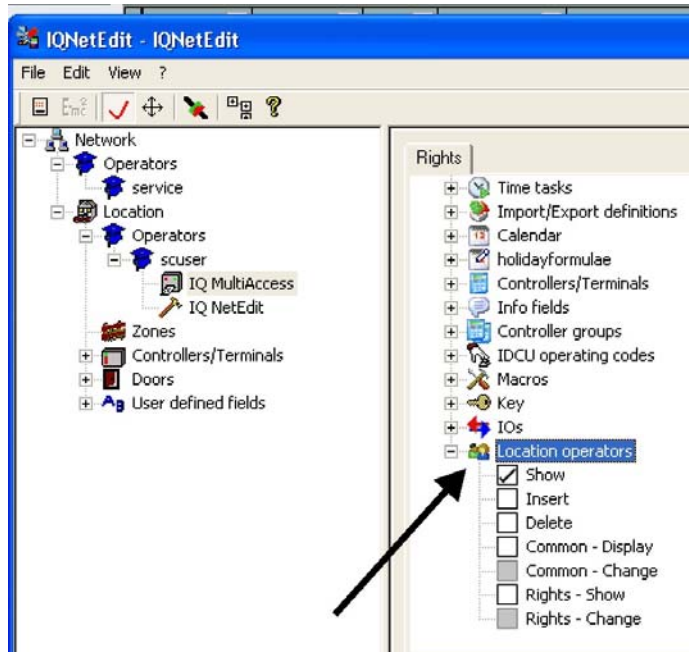 IQNetEdit - IQNetEdit
File Edit View ?
Network
Operators
service
Location
Operators
scuser
IQ MultiAccess
IQ NetEdit
Zones
Controllers/Terminals
Doors
User defined fields
Rights
Time tasks
Import/Export definitions
Calendar
holidayformulae
Controllers/Terminals
Info fields
Controller groups
IDCU operating codes
Macros
Key
IOs
Location operators
Show
Insert
Delete
Common - Display
Common - Change
Rights - Show
Rights - Change